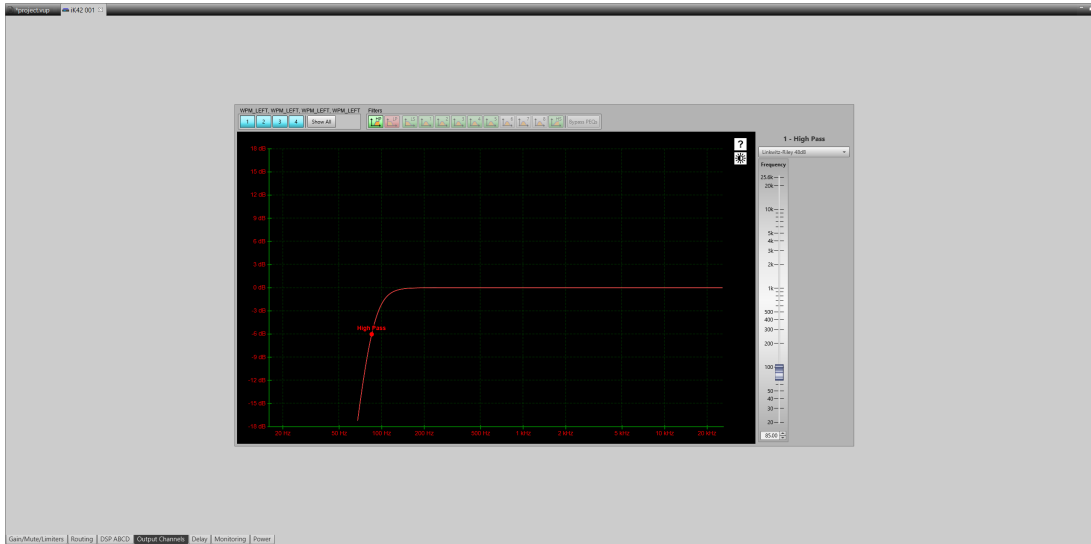 *project.vup iK42 001
WPM_LEFT, WPM_LEFT, WPM_LEFT, WPM_LEFT Filters
1 2 3 4 Show All Bypass PEQs
1 - High Pass
Linkwitz-Riley 48dB
Frequency
?
18 dB
15 dB
12 dB
9 dB
6 dB
3 dB
0 dB
-3 dB
-6 dB
-9 dB
-12 dB
-15 dB
-18 dB
High Pass
20 Hz 50 Hz 100 Hz 200 Hz 500 Hz 1 kHz 2 kHz 5 kHz 10 kHz 20 kHz
25.6k
20k
10k
5k
4k
3k
2k
1k
500
400
300
200
100
50
40
30
20
85.00
Gain/Mute/Limiters Routing DSP ABCD Output Channels Delay Monitoring Power